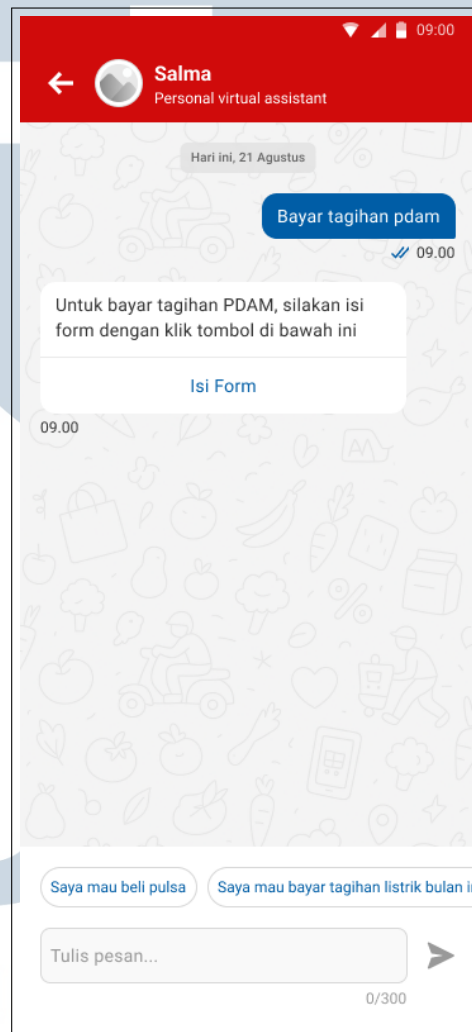 09:00
Salma
Personal virtual assistant
Hari ini, 21 Agustus
Bayar tagihan pdam
09.00
Untuk bayar tagihan PDAM, silakan isi
form dengan klik tombol di bawah ini
Isi Form
09.00
Saya mau beli pulsa
Saya mau bayar tagihan listrik bulan
Tulis pesan...
0/300